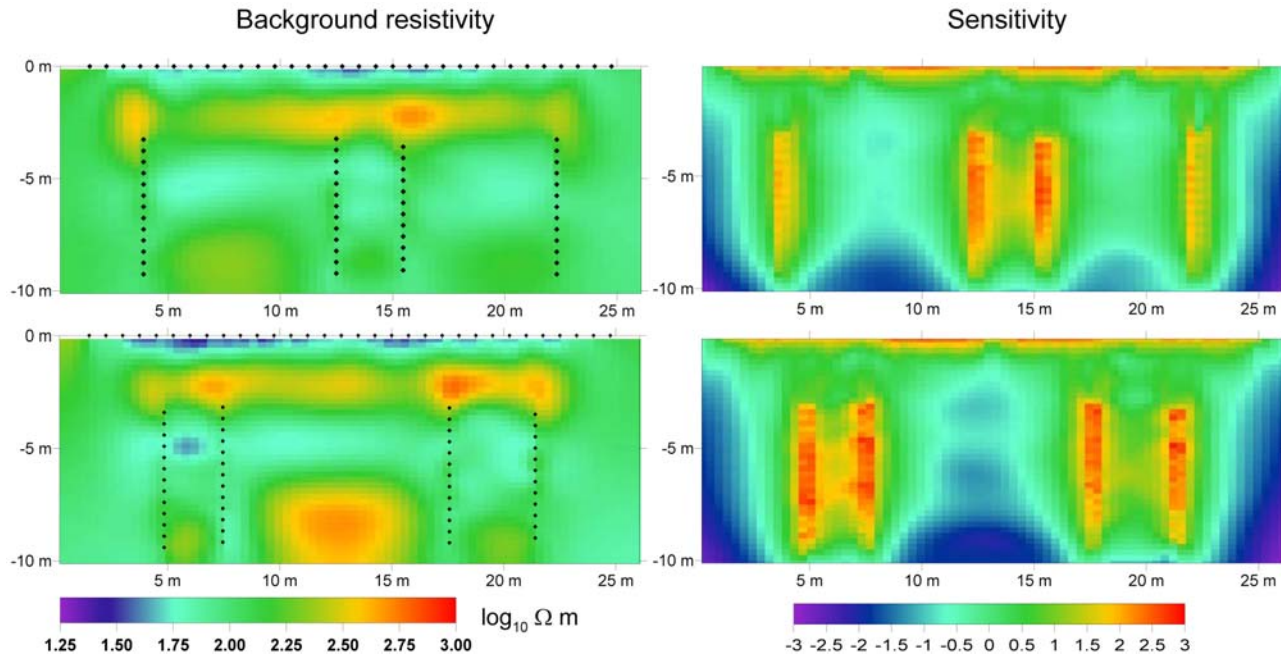 Background resistivity
Sensitivity
0 m
-5 m
-10 m
5 m 10 m 15 m 20 m 25 m
0 m
-5 m
-10 m
5 m 10 m 15 m 20 m 25 m
0 m
-5 m
-10 m
5 m 10 m 15 m 20 m 25 m
0 m
-5 m
-10 m
5 m 10 m 15 m 20 m 25 m
1.25 1.50 1.75 2.00 2.25 2.50 2.75 3.00
log₁₀ Ω m
-3 -2.5 -2 -1.5 -1 -0.5 0 0.5 1 1.5 2 2.5 3